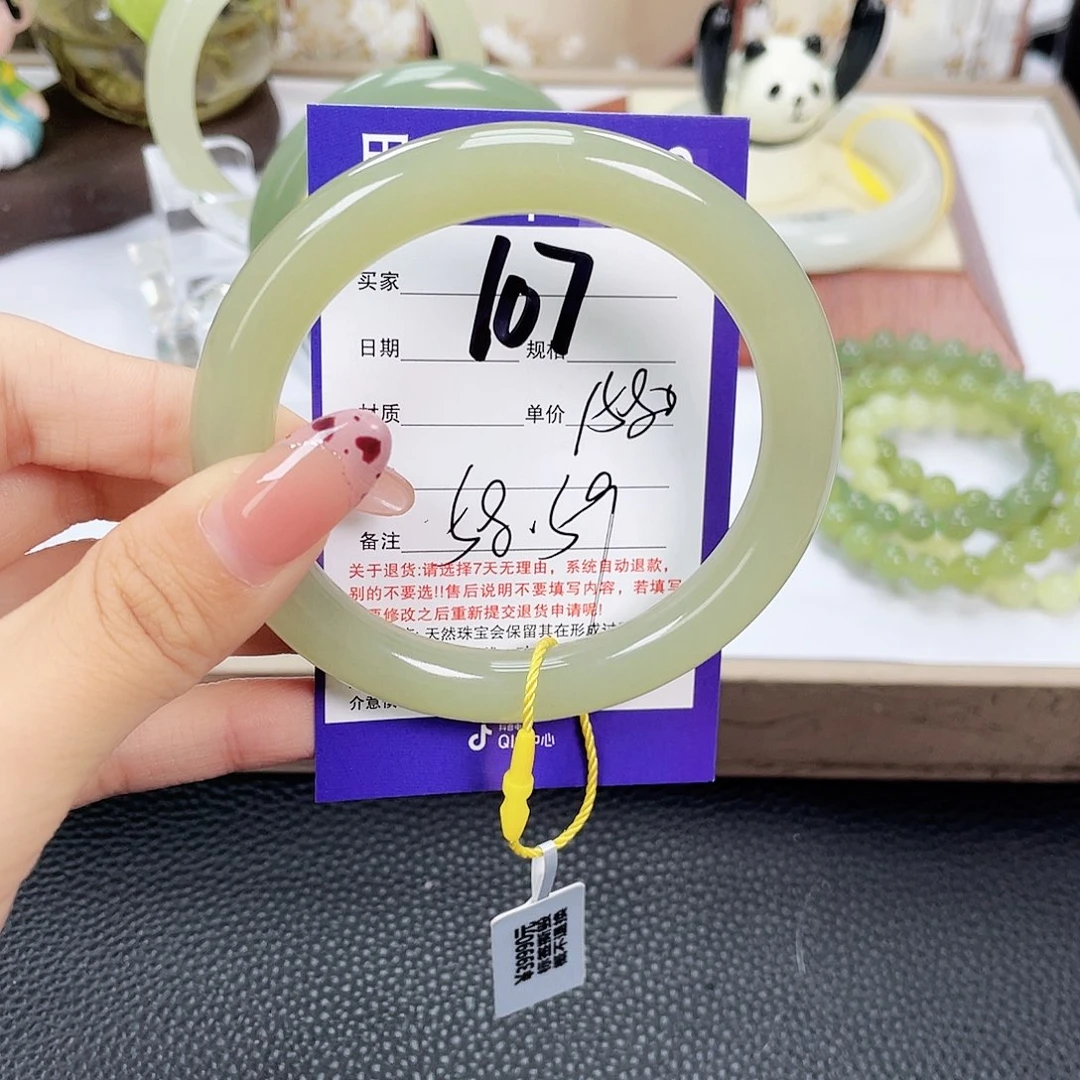 107
买家
日期 规格
材质 单价 1580
58.59
备注
关于退货:请选择7天无理由，系统自动退款，
别的不要选!!售后说明不要填写内容，若填写
要修改之后重新提交退货申请呢!
天然珠宝会保留其在形成过
介意慎